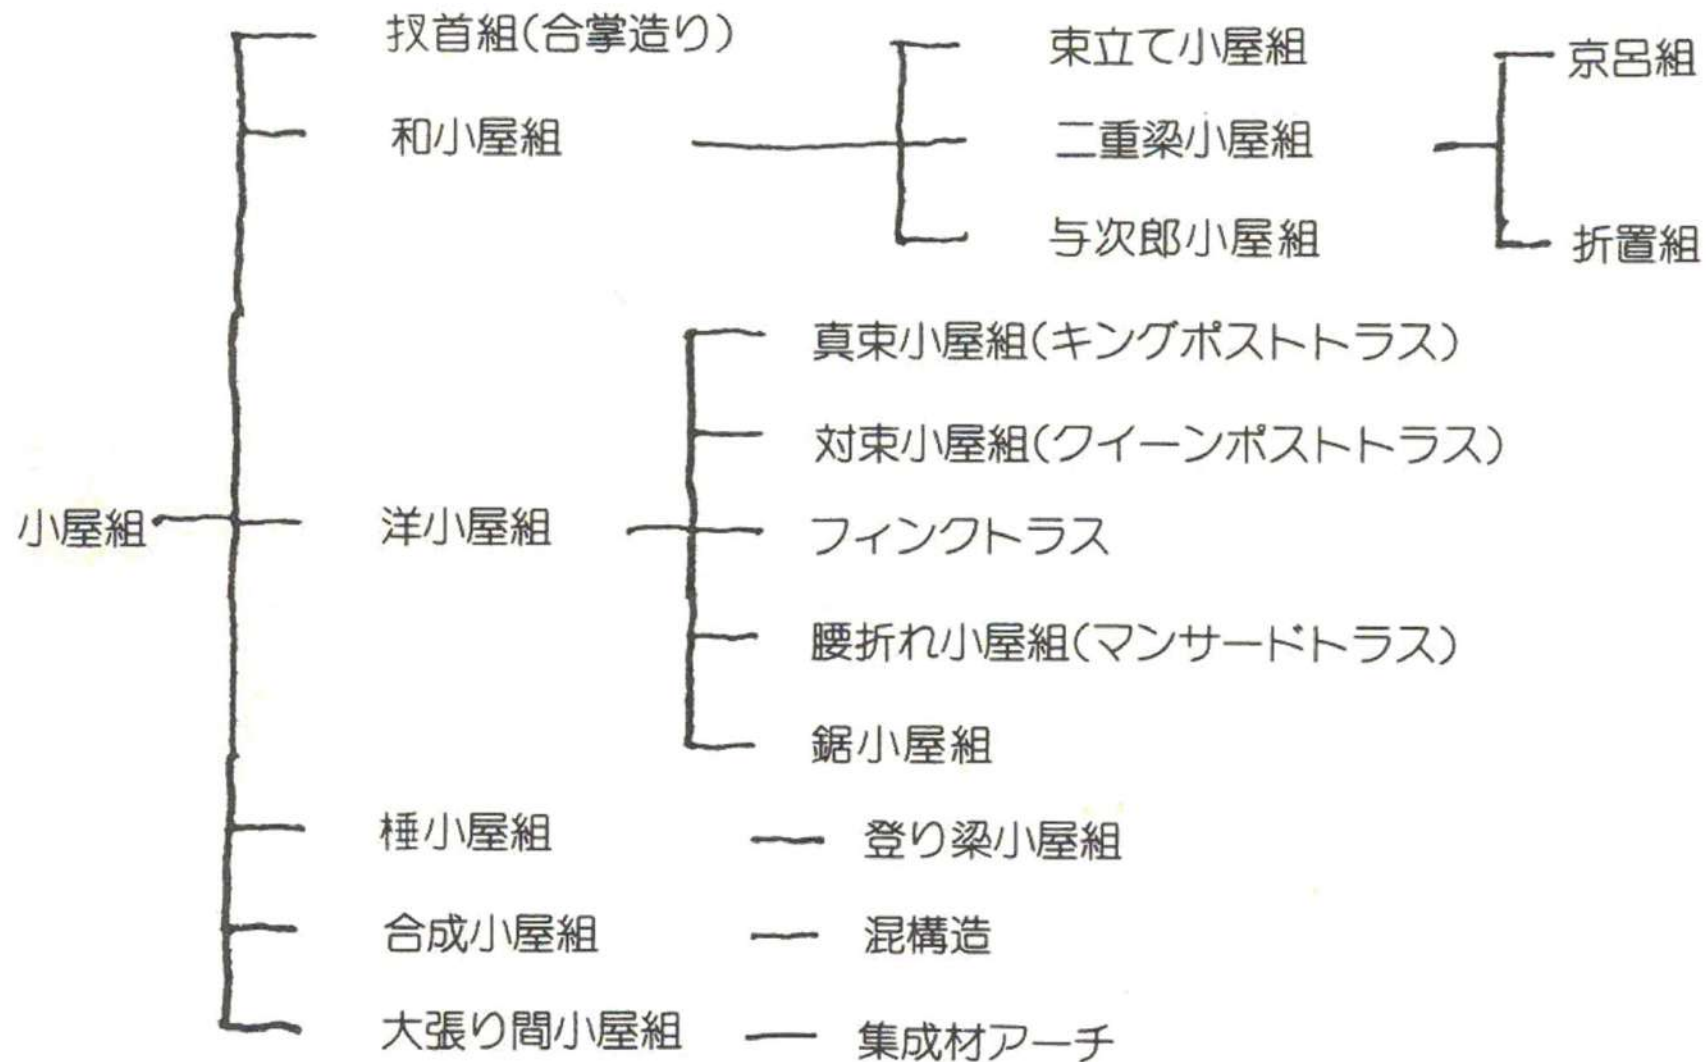 扠首組(合掌造り)
束立て小屋組
京呂組
和小屋組
二重梁小屋組
与次郎小屋組
折置組
真束小屋組(キングポストトラス)
対束小屋組(クイーンポストトラス)
小屋組
洋小屋組
フィンクトラス
腰折れ小屋組(マンサードトラス)
鋸小屋組
棰小屋組
登り梁小屋組
合成小屋組
混構造
大張り間小屋組
集成材アーチ